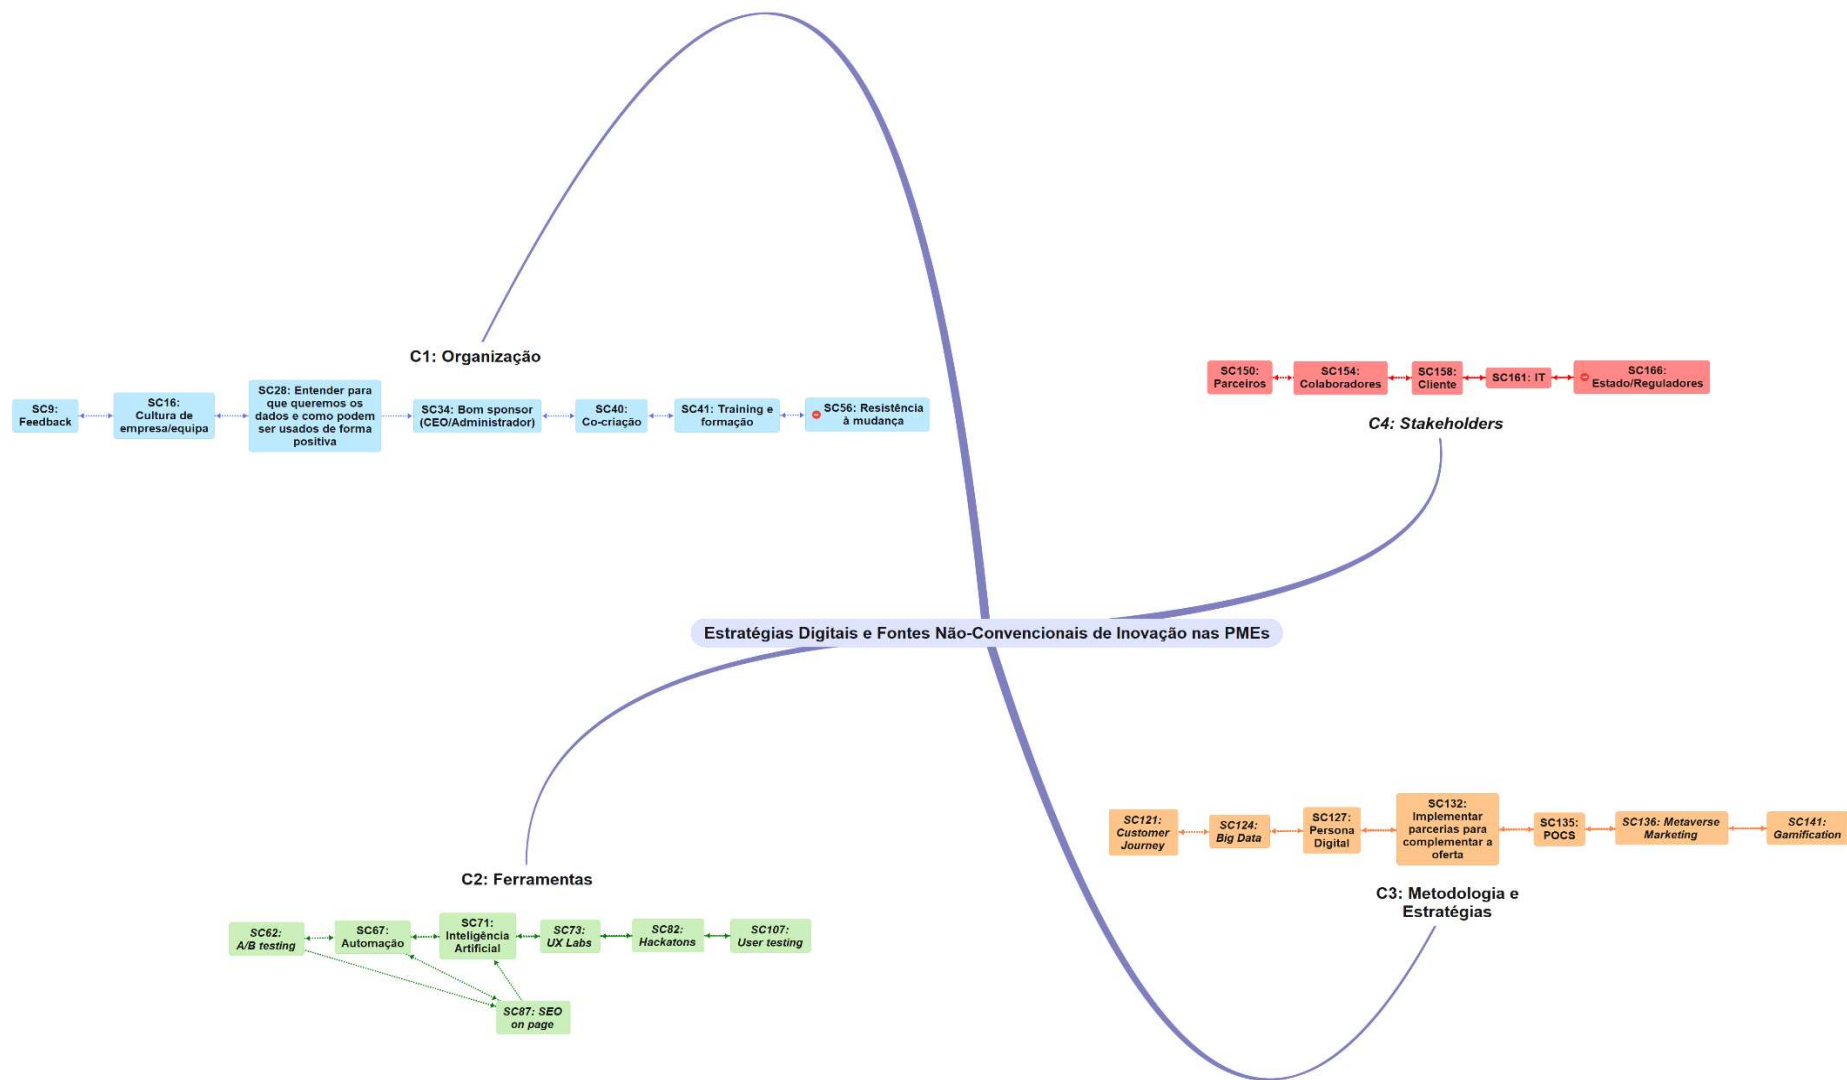 C1: Organização
SC9:
Feedback
SC16:
Cultura de
empresa/equipa
SC28: Entender para
que queremos os
dados e como podem
ser usados de forma
positiva
SC34: Bom sponsor
(CEO/Administrador)
SC40:
Co-criação
SC41: Training e
formação
SC56: Resistência
à mudança
SC150:
Parceiros
SC154:
Colaboradores
SC158:
Cliente
SC161: IT
SC166:
Estado/Reguladores
C4: Stakeholders
Estratégias Digitais e Fontes Não-Convencionais de Inovação nas PMEs
C2: Ferramentas
SC62:
A/B testing
SC67:
Automação
SC71:
Inteligência
Artificial
SC73:
UX Labs
SC82:
Hackatons
SC107:
User testing
SC87: SEO
on page
SC121:
Customer
Journey
SC124:
Big Data
SC127:
Persona
Digital
SC132:
Implementar
parcerias para
complementar a
oferta
SC135:
POCS
SC136: Metaverse
Marketing
SC141:
Gamification
C3: Metodologia e
Estratégias